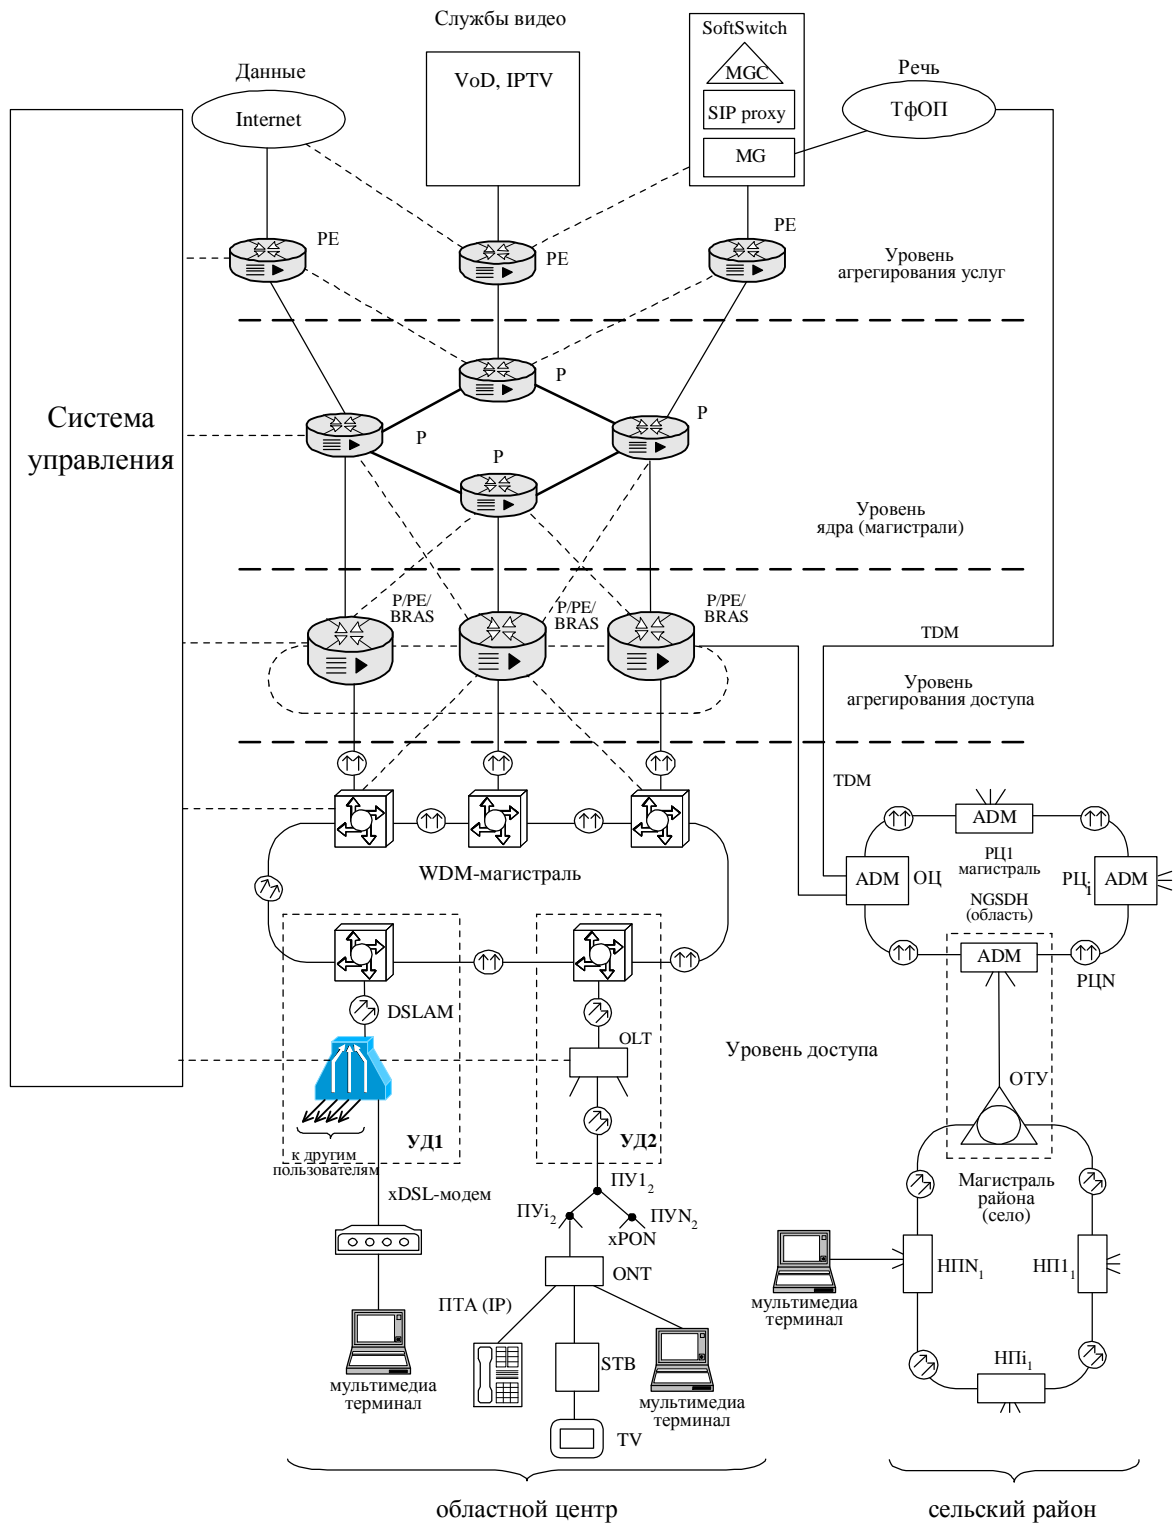 Службы видео
SoftSwitch
MGC
SIP proxy
MG
Данные
Internet
VoD, IPTV
Речь
ТфОП
PE
PE
PE
Уровень
агрегирования услуг
Система
управления
P
P
P
P
Уровень
ядра (магистрали)
P/PE/
BRAS
P/PE/
BRAS
P/PE/
BRAS
TDM
Уровень
агрегирования доступа
TDM
ADM
WDM-магистраль
РЦ1
магистраль
ADM
ОЦ
РЦi
ADM
NGSDH
(область)
ADM
РЦN
DSLAM
OLT
Уровень доступа
ОТУ
УД1
УД2
к другим
пользователям
xDSL-модем
ПУ1₂
ПУi₂
ПУN₂
xPON
Магистраль
района
(село)
ONT
НПN₁
НП1₁
мультимедиа
терминал
ПТА (IP)
STB
НПi₁
мультимедиа
терминал
мультимедиа
терминал
TV
областной центр
сельский район